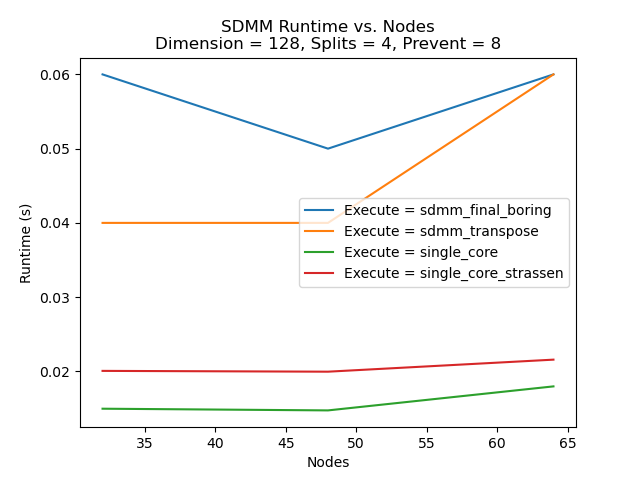 SDMM Runtime vs. Nodes
Dimension = 128, Splits = 4, Prevent = 8
0.06
0.05
0.04
0.03
0.02
Runtime (s)
Execute = sdmm_final_boring
Execute = sdmm_transpose
Execute = single_core
Execute = single_core_strassen
35 40 45 50 55 60 65
Nodes